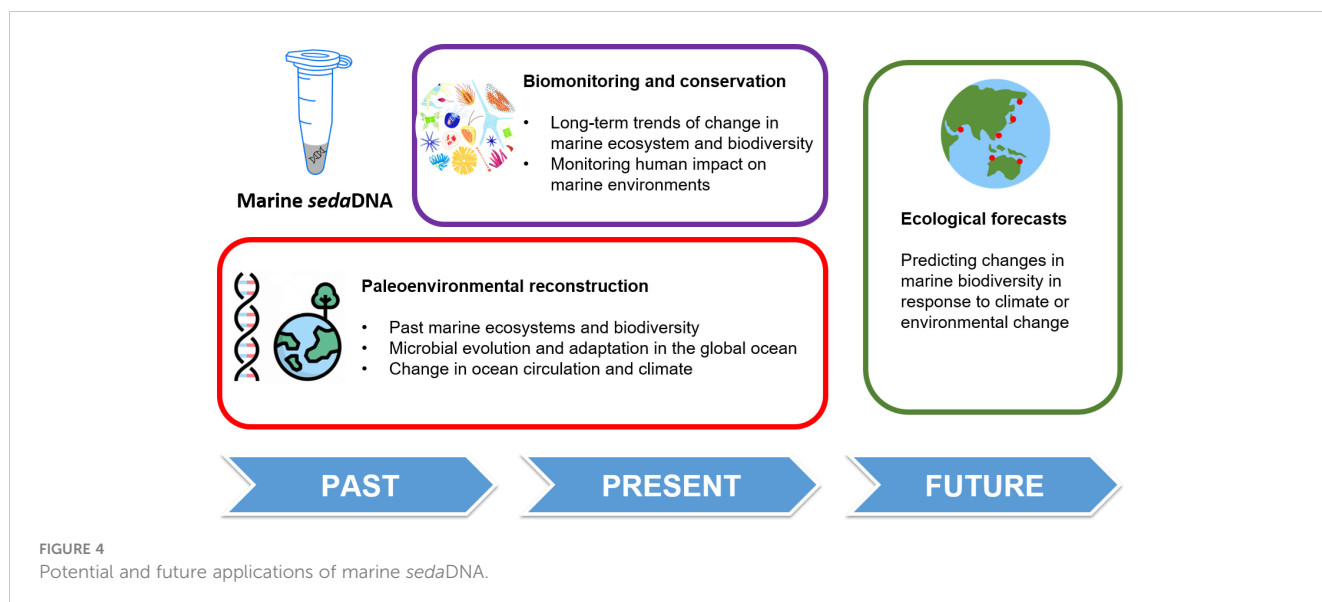 Marine sedaDNA
Biomonitoring and conservation
• Long-term trends of change in
marine ecosystem and biodiversity
• Monitoring human impact on
marine environments
Paleoenvironmental reconstruction
• Past marine ecosystems and biodiversity
• Microbial evolution and adaptation in the global ocean
• Change in ocean circulation and climate
Ecological forecasts
Predicting changes in
marine biodiversity in
response to climate or
environmental change
PAST
PRESENT
FUTURE
FIGURE 4
Potential and future applications of marine sedaDNA.